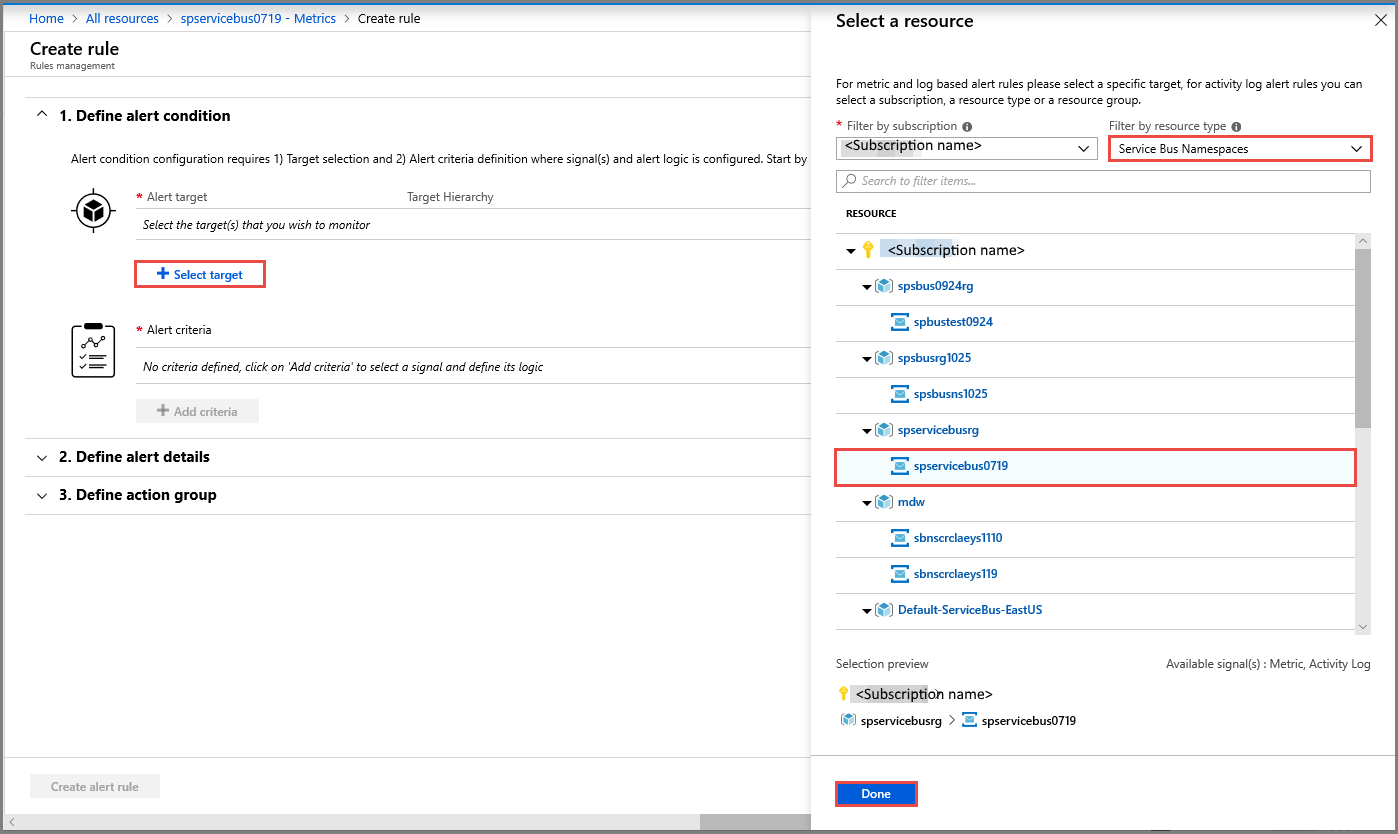 Home > All resources > spservicebus0719 - Metrics > Create rule
Create rule
Rules management
1. Define alert condition
Alert condition configuration requires 1) Target selection and 2) Alert criteria definition where signal(s) and alert logic is configured. Start by
* Alert target
Target Hierarchy
Select the target(s) that you wish to monitor
+ Select target
* Alert criteria
No criteria defined, click on 'Add criteria' to select a signal and define its logic
+ Add criteria
2. Define alert details
3. Define action group
Create alert rule
Select a resource
For metric and log based alert rules please select a specific target, for activity log alert rules you can
select a subscription, a resource type or a resource group.
* Filter by subscription
Filter by resource type
<Subscription name>
Service Bus Namespaces
Search to filter items...
RESOURCE
<Subscription name>
spsbus0924rg
spbustest0924
spsbusrg1025
spsbusns1025
spservicebusrg
spservicebus0719
mdw
sbnscrclaeys1110
sbnscrclaeys119
Default-ServiceBus-EastUS
Selection preview
Available signal(s) : Metric, Activity Log
<Subscription name>
spservicebusrg > spservicebus0719
Done